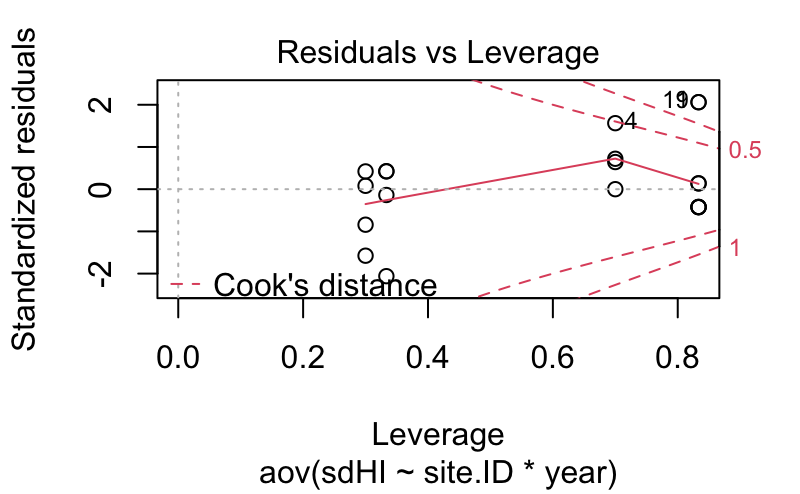 Residuals vs Leverage
Standardized residuals
2
0
-2
4
0.5
1
Cook's distance
0.0 0.2 0.4 0.6 0.8
Leverage
aov(sdHI ~ site.ID * year)